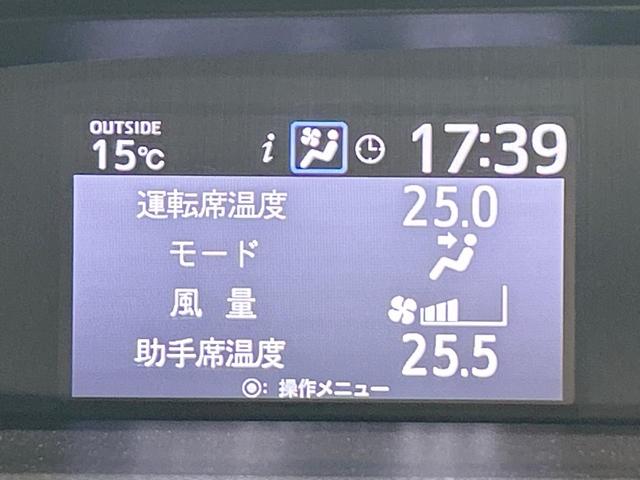 OUTSIDE
15℃ i 17:39
運転席温度 25.0
モード
風量
助手席温度 25.5
◉: 操作メニュー